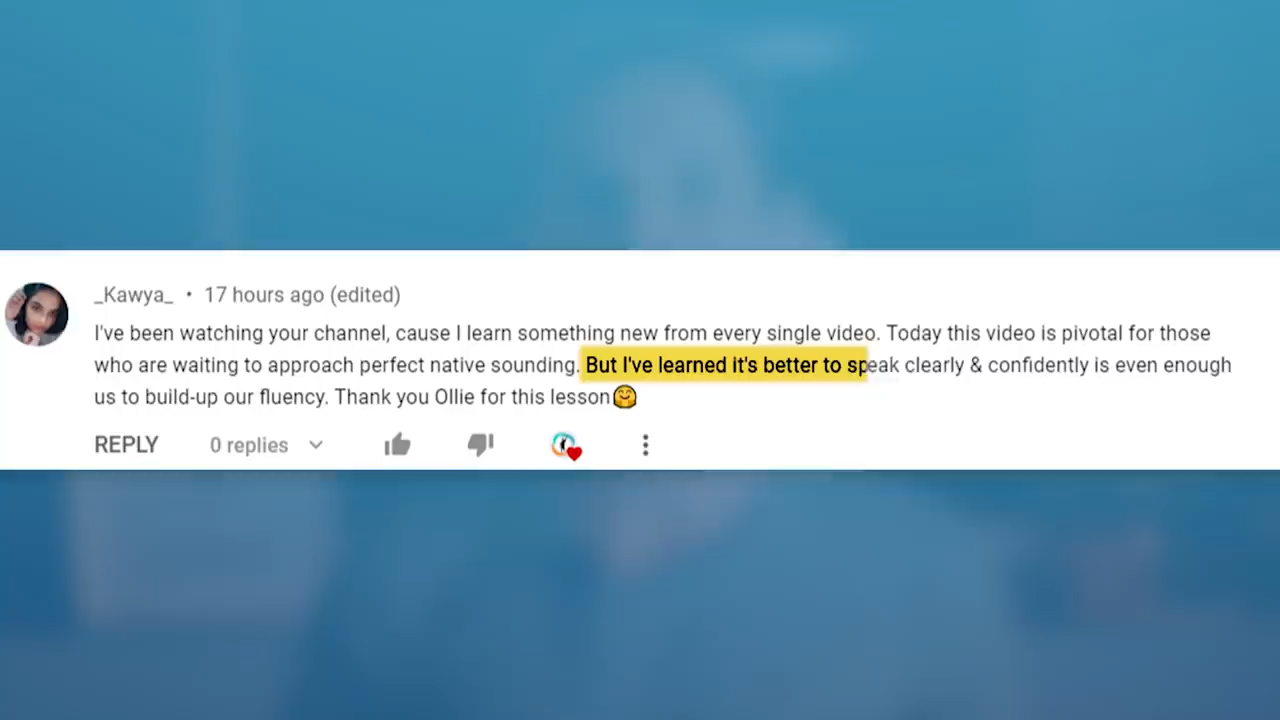 _Kawya_ • 17 hours ago (edited)
I've been watching your channel, cause I learn something new from every single video. Today this video is pivotal for those
who are waiting to approach perfect native sounding. But I've learned it's better to speak clearly & confidently is even enough
us to build-up our fluency. Thank you Ollie for this lesson🤗
REPLY 0 replies